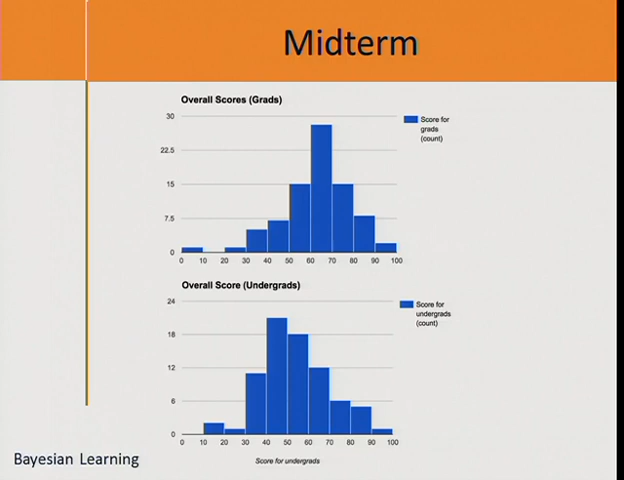 Midterm
Overall Scores (Grads)
30
22.5
15
7.5
0
0 10 20 30 40 50 60 70 80 90 100
Score for
grads
(count)
Overall Score (Undergrads)
24
18
12
6
0
0 10 20 30 40 50 60 70 80 90 100
Score for
undergrads
(count)
Score for undergrads
Bayesian Learning